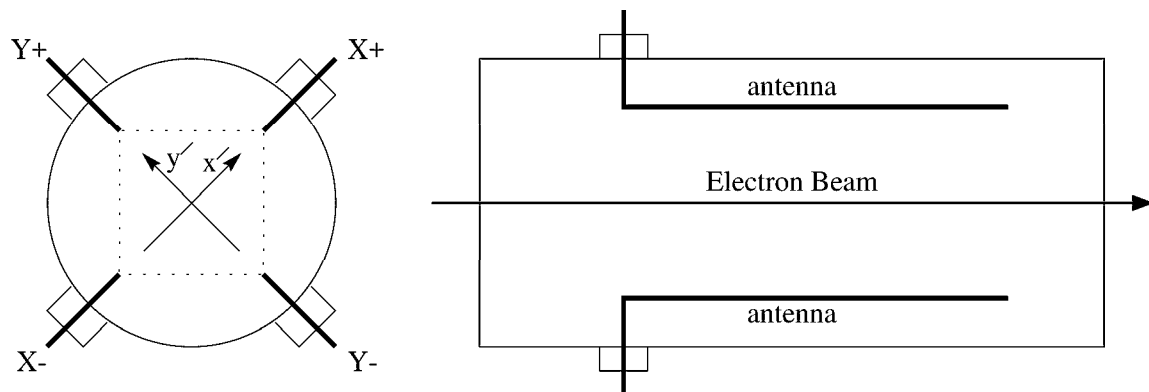 Y+
X+
y′ x′
X-
Y-
antenna
Electron Beam
antenna